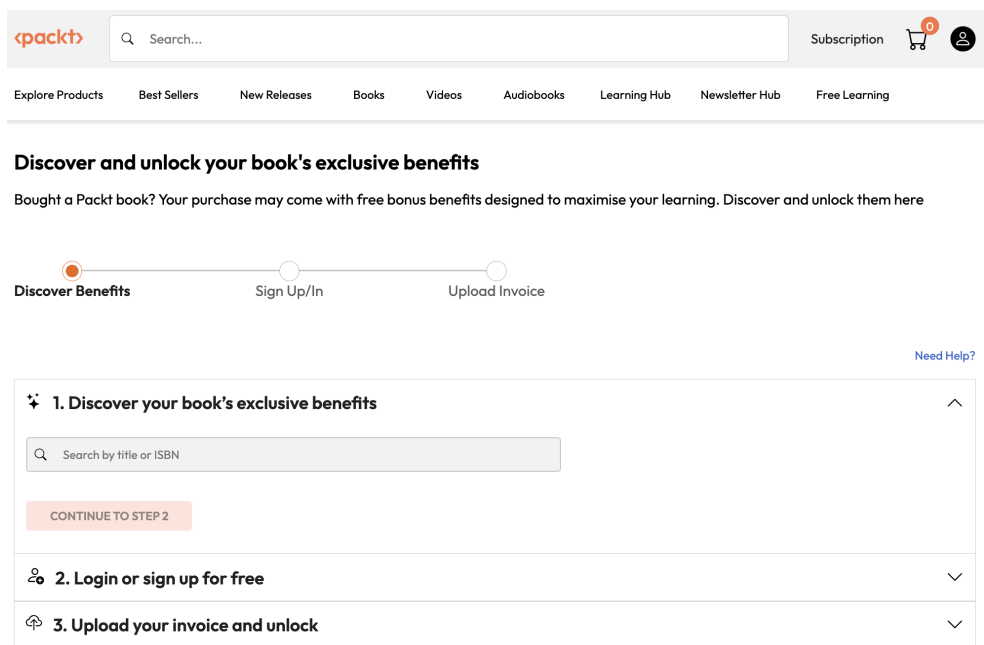 <packt>
Search...
Subscription
0
Explore Products Best Sellers New Releases Books Videos Audiobooks Learning Hub Newsletter Hub Free Learning
Discover and unlock your book's exclusive benefits
Bought a Packt book? Your purchase may come with free bonus benefits designed to maximise your learning. Discover and unlock them here
Discover Benefits Sign Up/In Upload Invoice
Need Help?
1. Discover your book’s exclusive benefits
Search by title or ISBN
CONTINUE TO STEP 2
2. Login or sign up for free
3. Upload your invoice and unlock